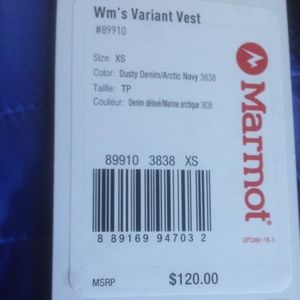 Wm's Variant Vest
#89910
Size: XS
Color: Dusty Denim/Arctic Navy 3838
Taille: TP
Couleur: Denim délavé/Marine arctique 3838
89910 3838 XS
8 89169 94703 2
MSRP $120.00
Marmot